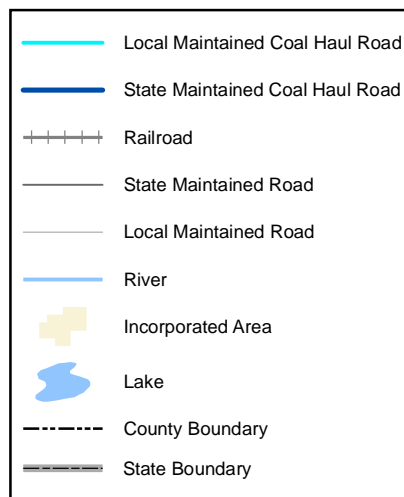 Local Maintained Coal Haul Road
State Maintained Coal Haul Road
Railroad
State Maintained Road
Local Maintained Road
River
Incorporated Area
Lake
County Boundary
State Boundary